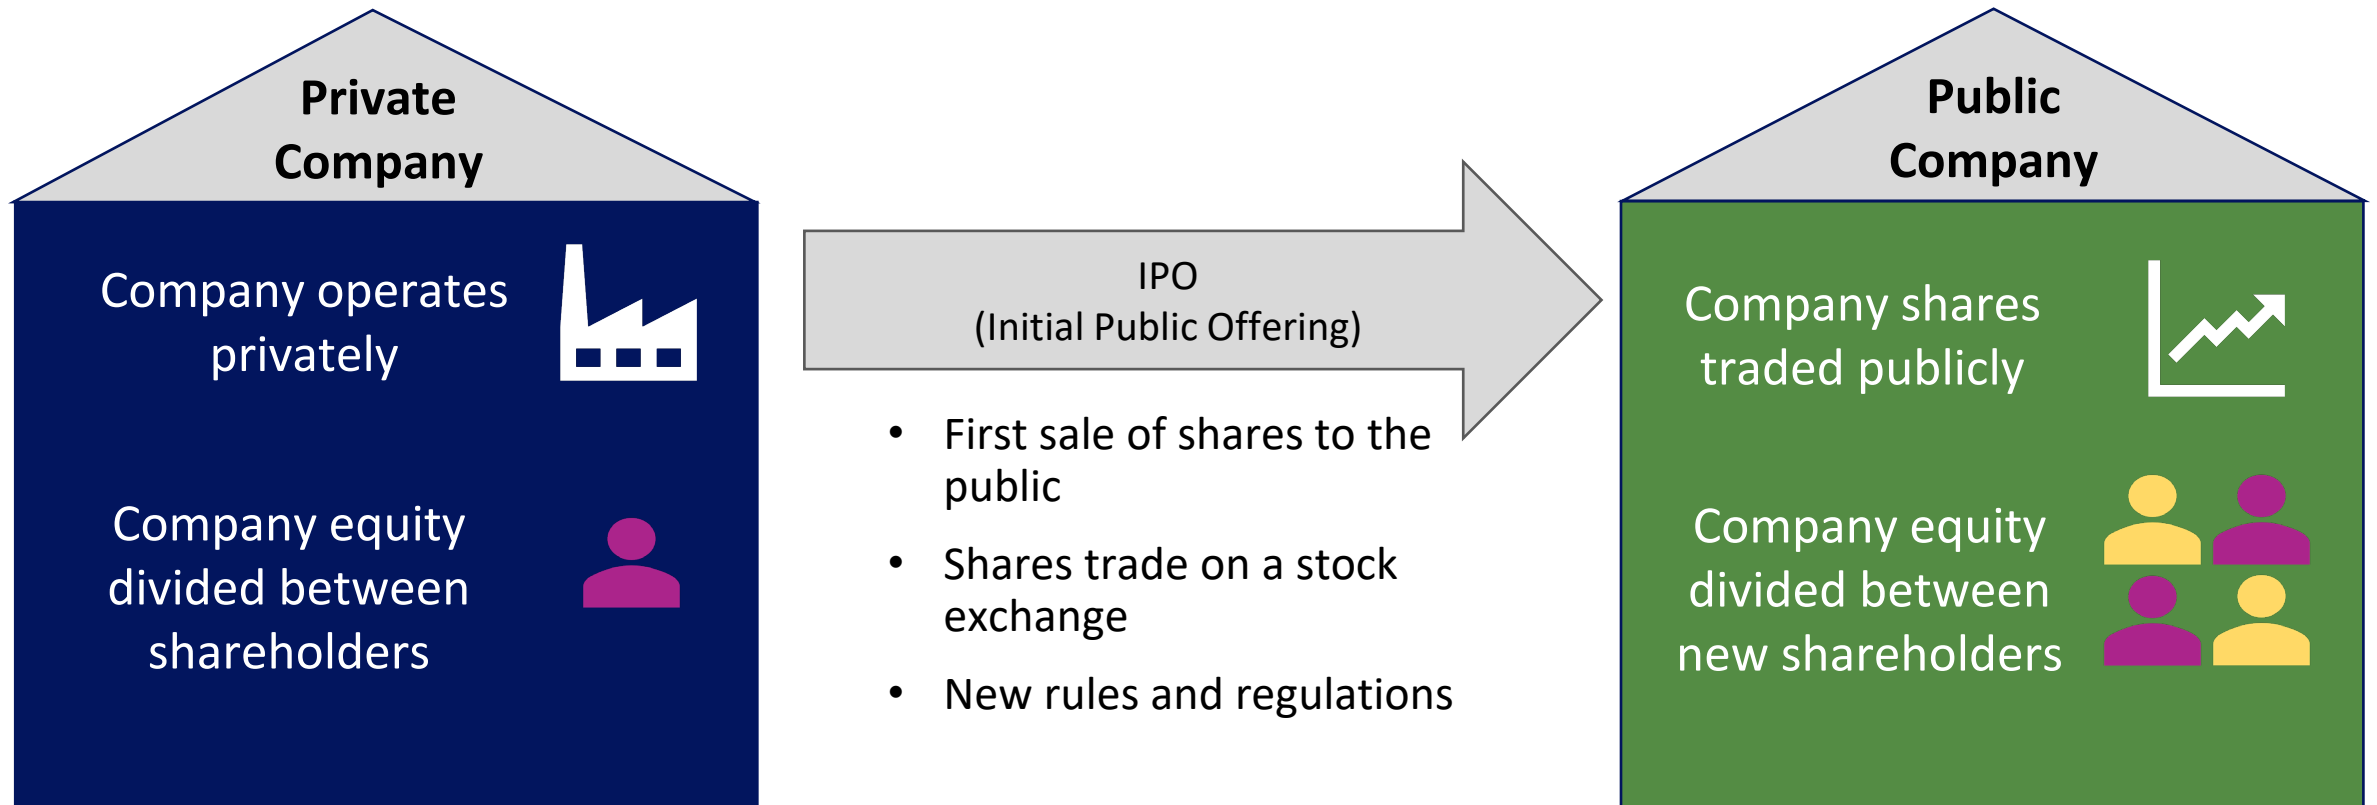 Private
Company
Company operates
privately
Company equity
divided between
shareholders
IPO
(Initial Public Offering)
• First sale of shares to the
public
• Shares trade on a stock
exchange
• New rules and regulations
Public
Company
Company shares
traded publicly
Company equity
divided between
new shareholders